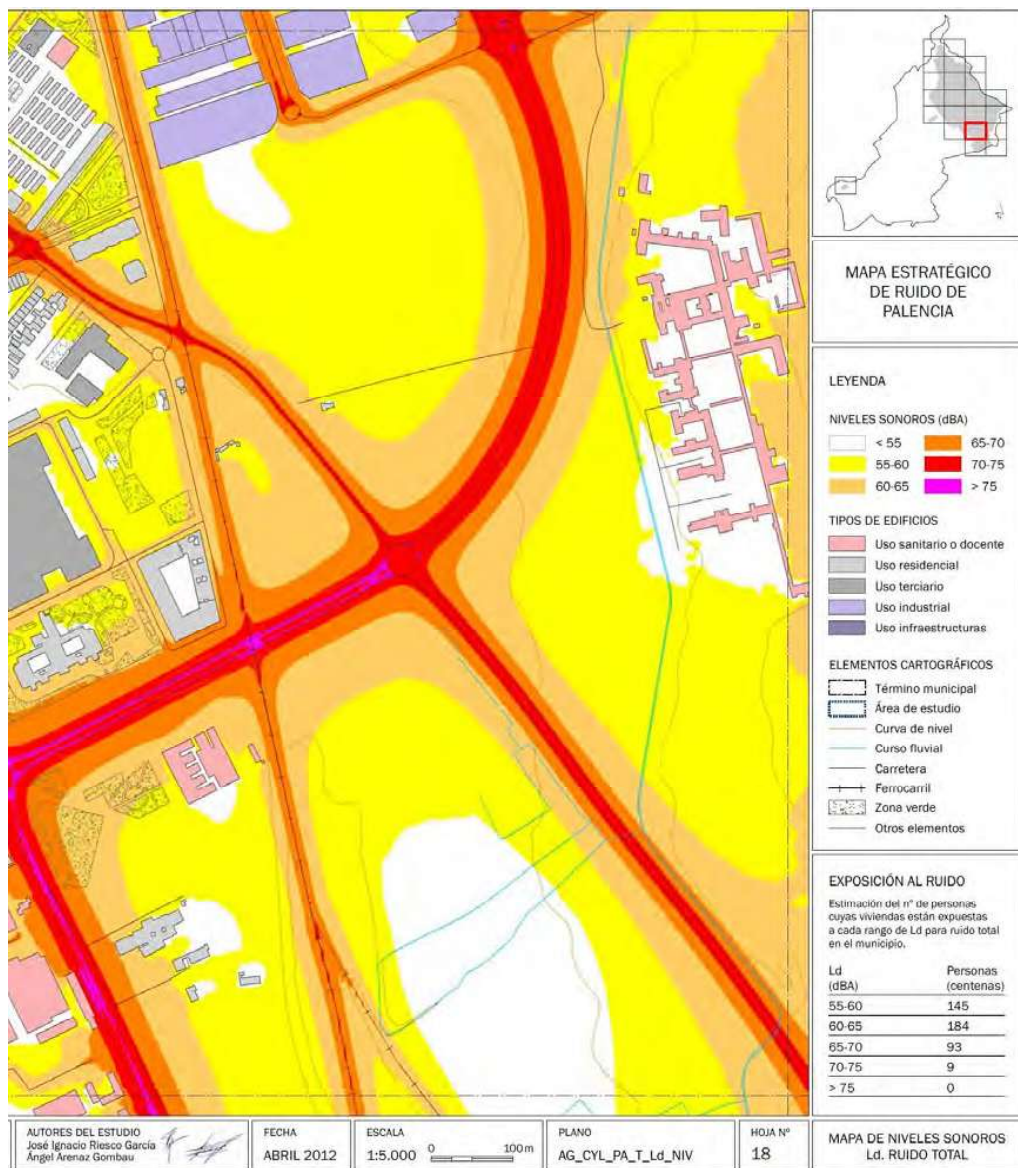 MAPA ESTRATÉGICO
DE RUIDO DE
PALENCIA
LEYENDA
NIVELES SONOROS (dBA)
< 55
65-70
55-60
70-75
60-65
> 75
TIPOS DE EDIFICIOS
Uso sanitario o docente
Uso residencial
Uso terciario
Uso industrial
Uso infraestructuras
ELEMENTOS CARTOGRÁFICOS
Término municipal
Área de estudio
Curva de nivel
Curso fluvial
Carretera
Ferrocarril
Zona verde
Otros elementos
EXPOSICIÓN AL RUIDO
Estimación del nº de personas
cuyas viviendas están expuestas
a cada rango de Ld para ruido total
en el municipio.
Ld Personas
(dBA) (centenas)
55-60 145
60-65 184
65-70 93
70-75 9
> 75 0
AUTORES DEL ESTUDIO
José Ignacio Riesco García
Ángel Arenaz Gombau
FECHA
ABRIL 2012
ESCALA
1:5.000 0 100 m
PLANO
AG_CYL_PA_T_Ld_NIV
HOJA Nº
18
MAPA DE NIVELES SONOROS
Ld. RUIDO TOTAL